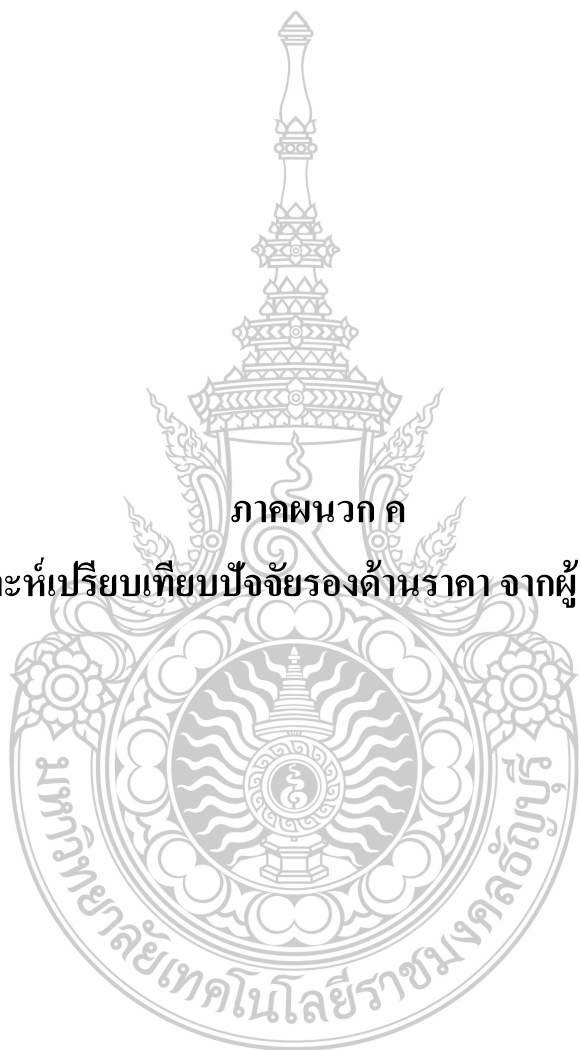 ภาคผนวก ค
ะห์เปรียบเทียบปัจจัยรองด้านราคา จากผู้
มหาวิทยาลัยเทคโนโลยีราชมงคลธัญบุรี